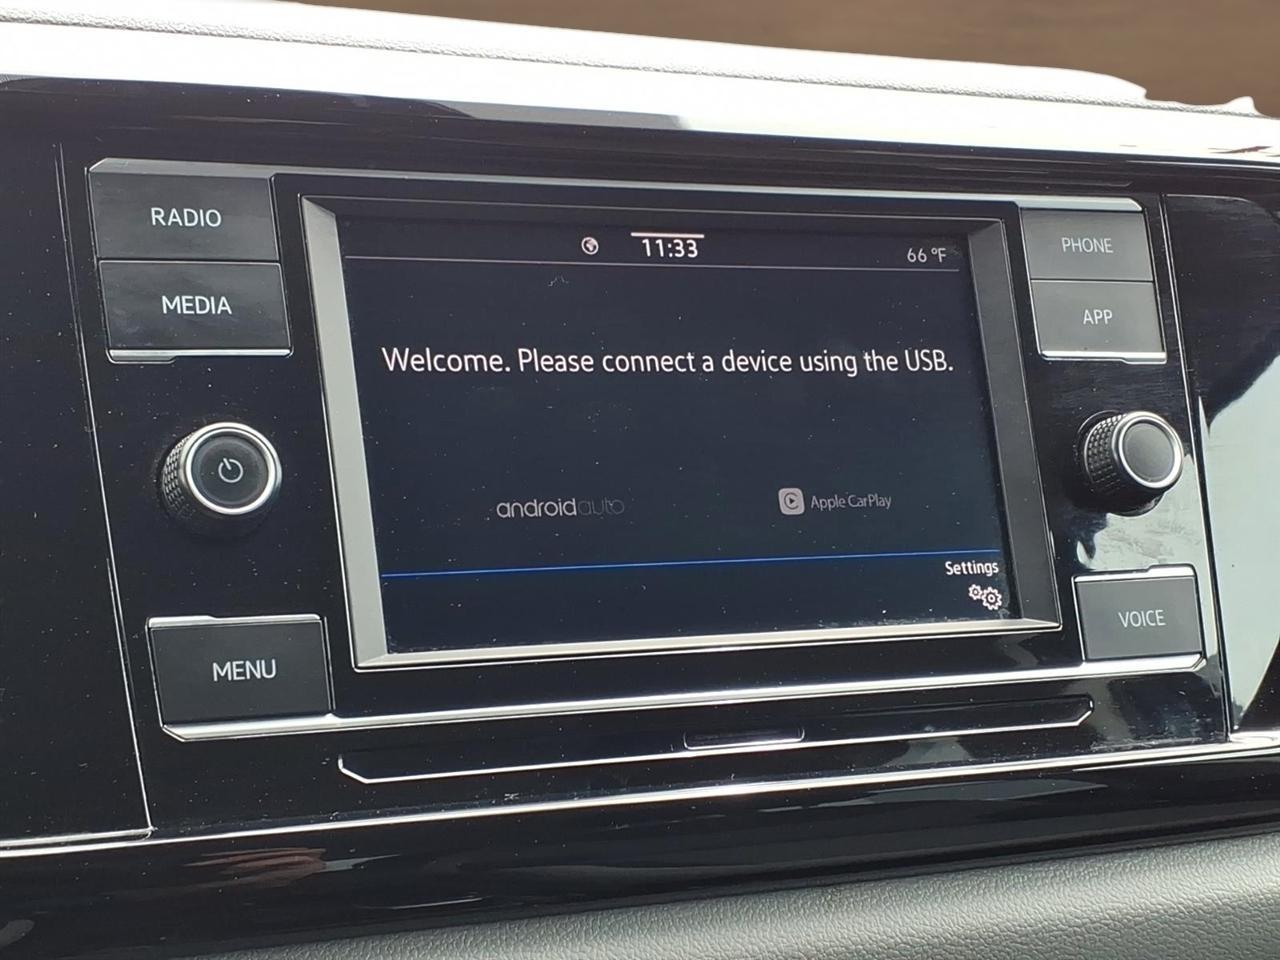 RADIO
MEDIA
MENU
11:33
66 °F
Welcome. Please connect a device using the USB.
androidauto
Apple CarPlay
Settings
PHONE
APP
VOICE